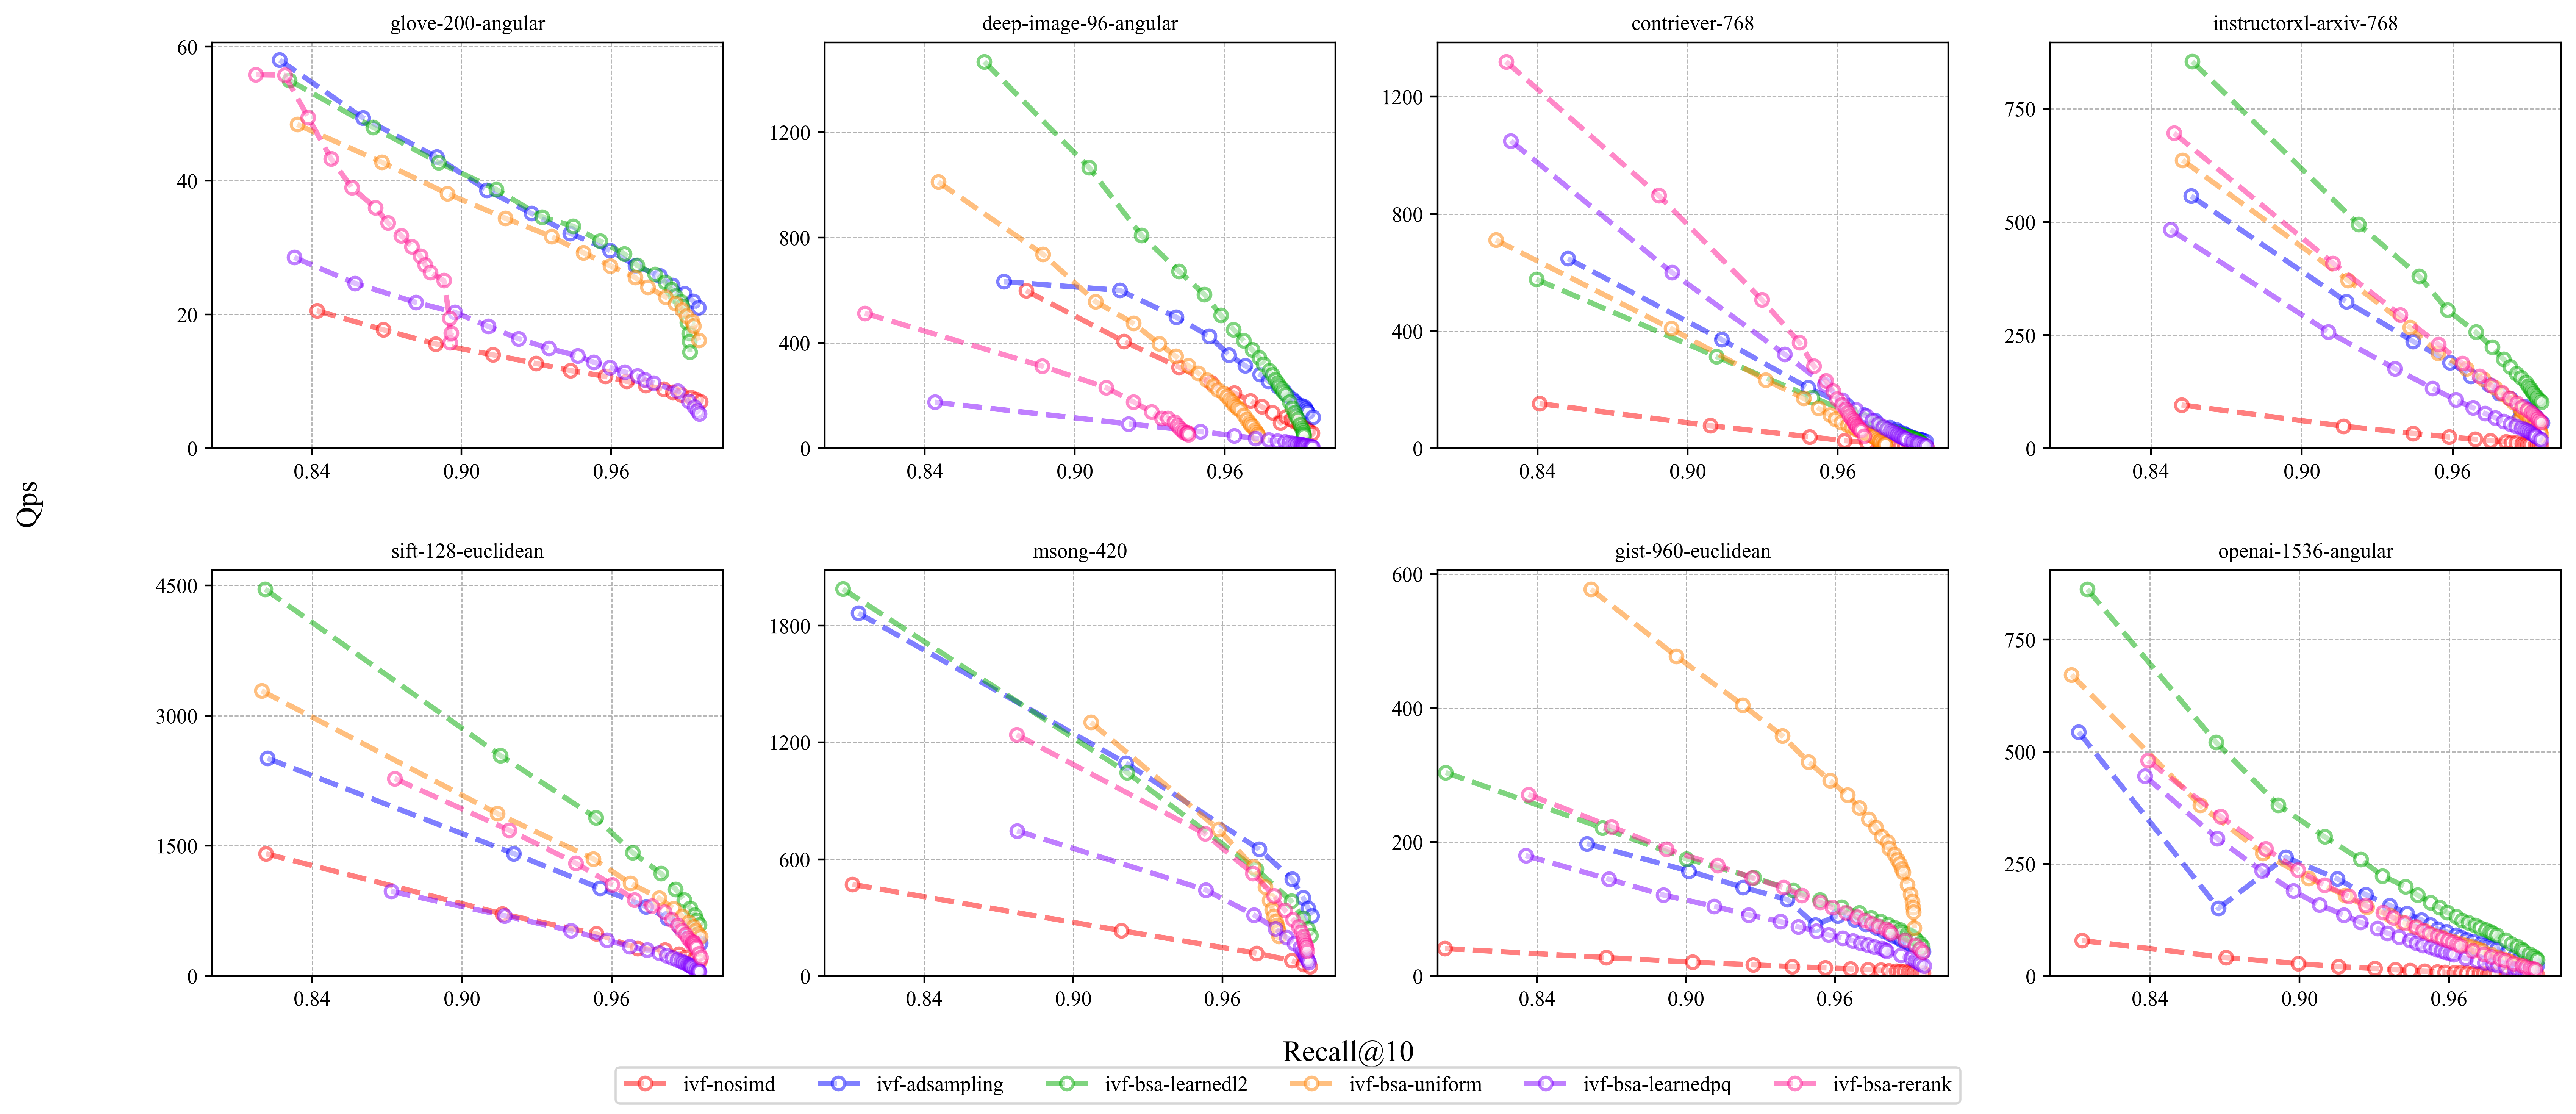 glove-200-angular
deep-image-96-angular
contriever-768
instructorxl-arxiv-768
60
40
20
0
0.84 0.90 0.96
1200
800
400
0
0.84 0.90 0.96
1200
800
400
0
0.84 0.90 0.96
750
500
250
0
0.84 0.90 0.96
Qps
sift-128-euclidean
msong-420
gist-960-euclidean
openai-1536-angular
4500
3000
1500
0
0.84 0.90 0.96
1800
1200
600
0
0.84 0.90 0.96
600
400
200
0
0.84 0.90 0.96
750
500
250
0
0.84 0.90 0.96
Recall@10
ivf-nosimd ivf-adsampling ivf-bsa-learnedl2 ivf-bsa-uniform ivf-bsa-learnedpq ivf-bsa-rerank